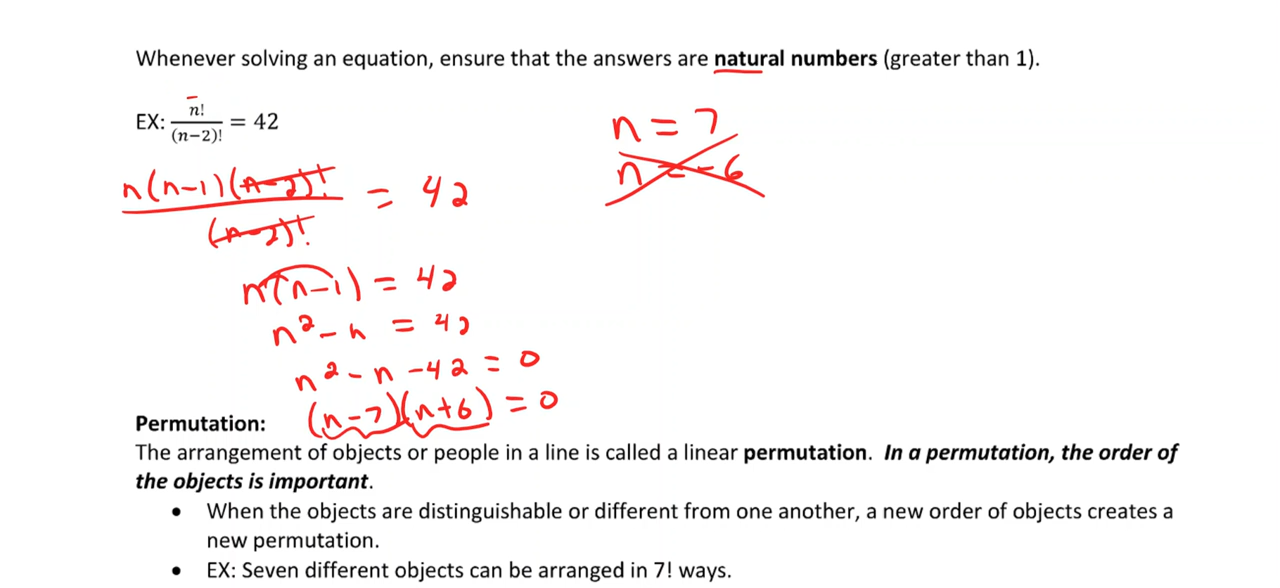 Whenever solving an equation, ensure that the answers are natural numbers (greater than 1).
EX: n!/(n−2)! = 42
n(n-1)(n-2)!/(n-2)! = 42
n(n-1) = 42
n² - n = 42
n² - n - 42 = 0
(n-7)(n+6) = 0
n = 7
n = -6
Permutation:
The arrangement of objects or people in a line is called a linear permutation. In a permutation, the order of
the objects is important.
• When the objects are distinguishable or different from one another, a new order of objects creates a
new permutation.
• EX: Seven different objects can be arranged in 7! ways.